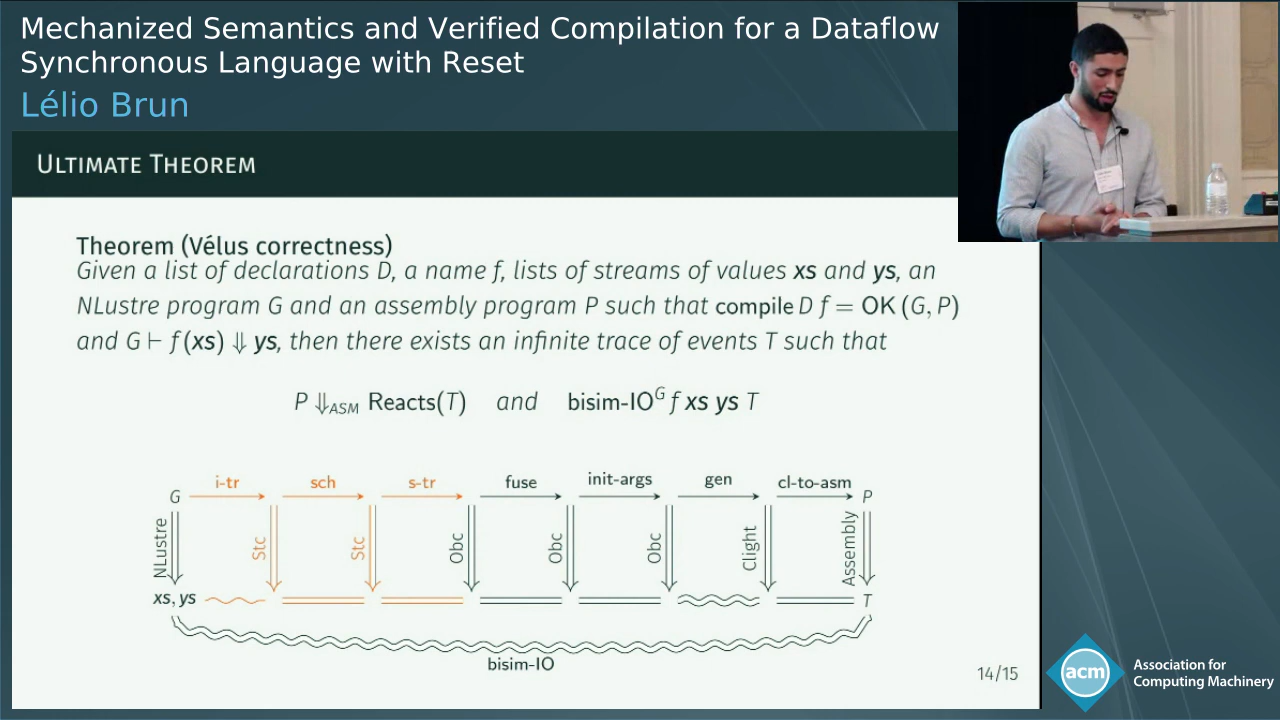 Mechanized Semantics and Verified Compilation for a Dataflow
Synchronous Language with Reset
Lélio Brun
Ultimate Theorem
Theorem (Vélus correctness)
Given a list of declarations D, a name f, lists of streams of values xs and ys, an
NLustre program G and an assembly program P such that compile D f = OK (G, P)
and G ⊢ f(xs) ⇓ ys, then there exists an infinite trace of events T such that
P ⇓ASM Reacts(T) and bisim-IO^G f xs ys T
i-tr sch s-tr fuse init-args gen cl-to-asm
G P
NLustre Stc Stc Obc Obc Obc Clight Assembly
xs, ys T
bisim-IO
14/15
acm Association for
Computing Machinery